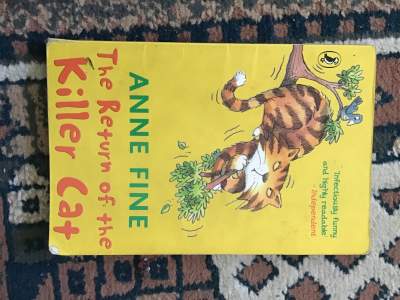 ANNE FINE
The Return of the
Killer Cat
"Infectiously funny
and highly readable"
- Independent